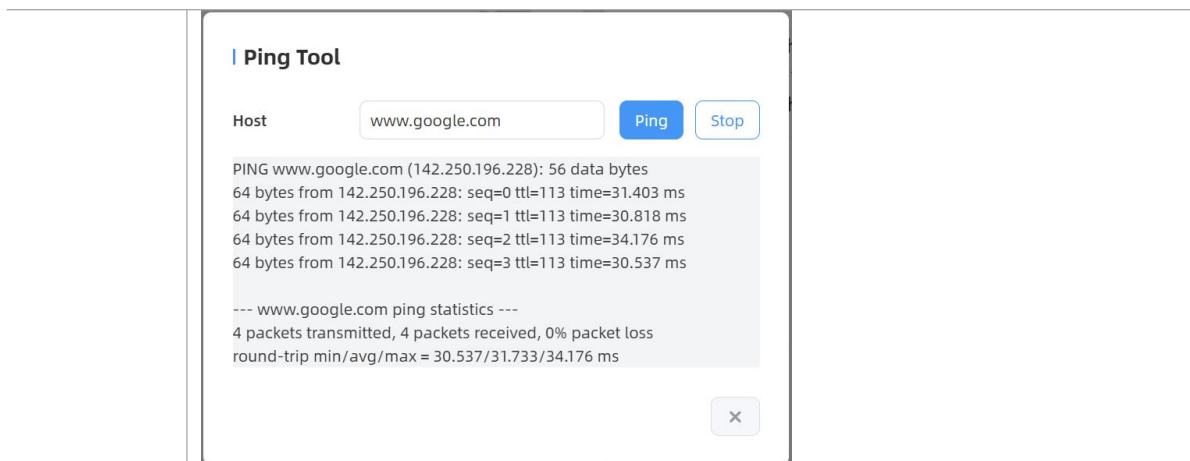 Ping Tool
Host www.google.com Ping Stop
PING www.google.com (142.250.196.228): 56 data bytes
64 bytes from 142.250.196.228: seq=0 ttl=113 time=31.403 ms
64 bytes from 142.250.196.228: seq=1 ttl=113 time=30.818 ms
64 bytes from 142.250.196.228: seq=2 ttl=113 time=34.176 ms
64 bytes from 142.250.196.228: seq=3 ttl=113 time=30.537 ms
--- www.google.com ping statistics ---
4 packets transmitted, 4 packets received, 0% packet loss
round-trip min/avg/max = 30.537/31.733/34.176 ms